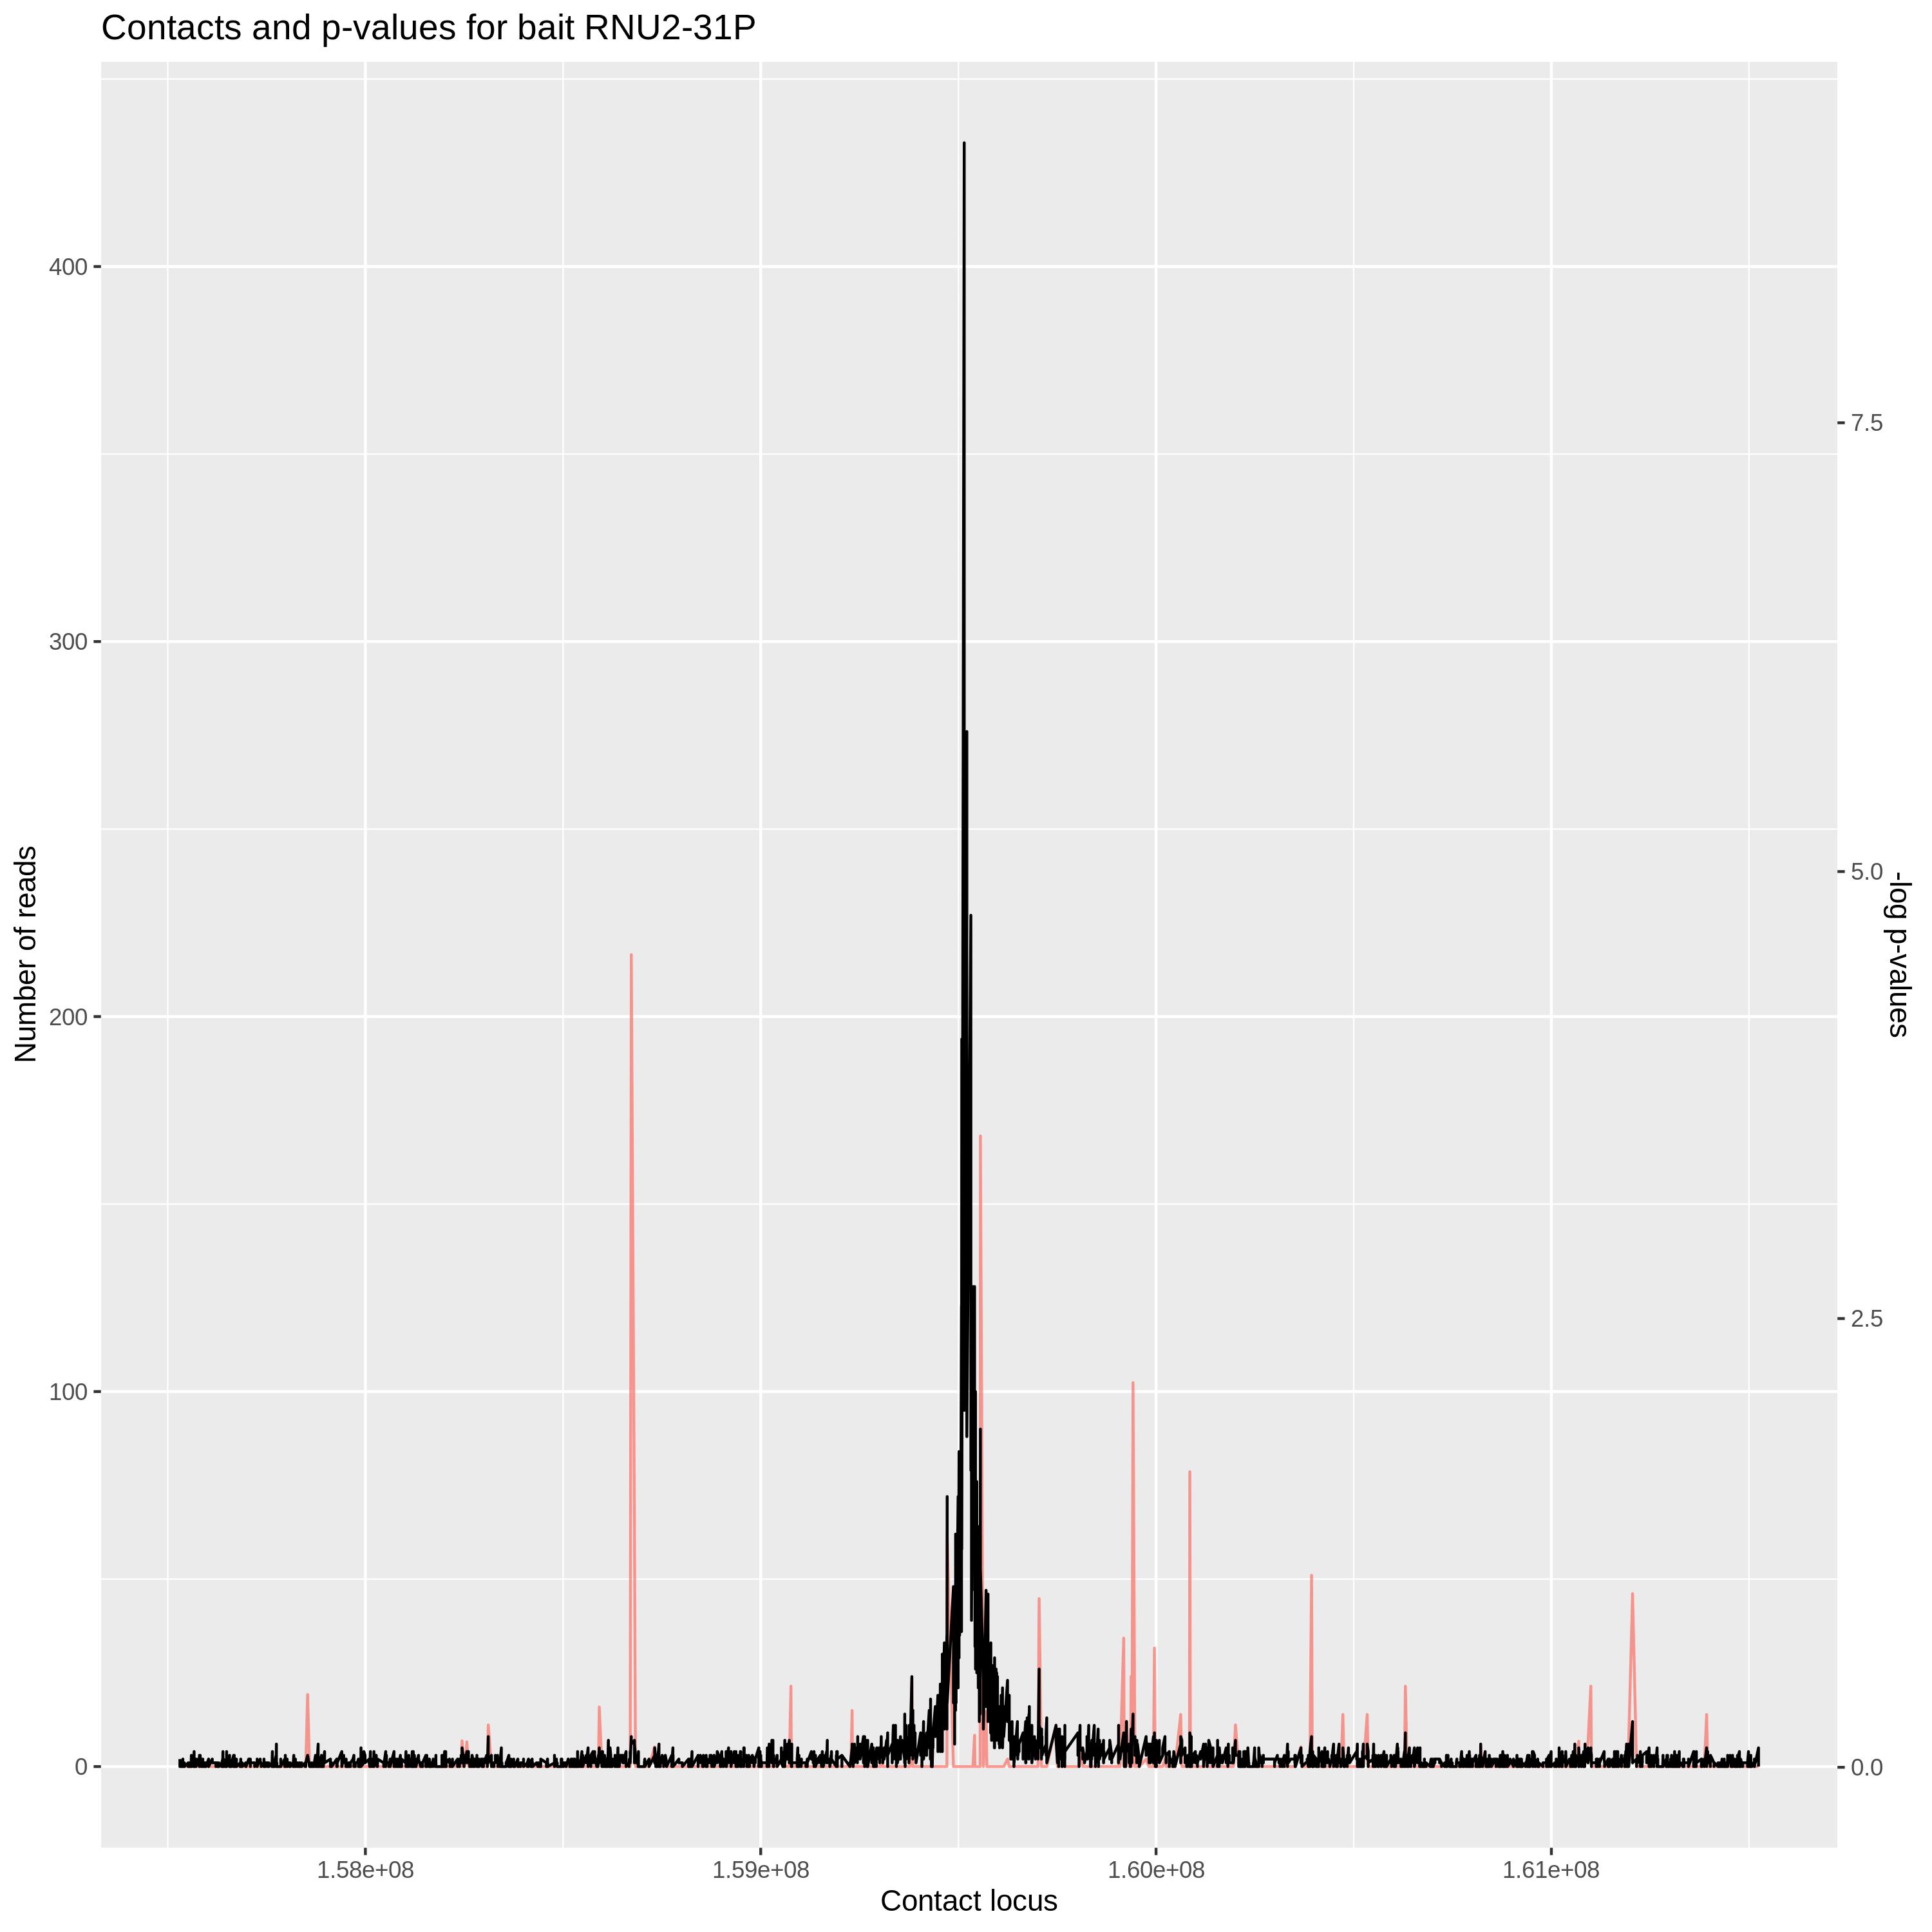 Contacts and p-values for bait RNU2-31P
Number of reads
400
300
200
100
0
7.5
5.0
2.5
0.0
-log p-values
1.58e+08
1.59e+08
1.60e+08
1.61e+08
Contact locus